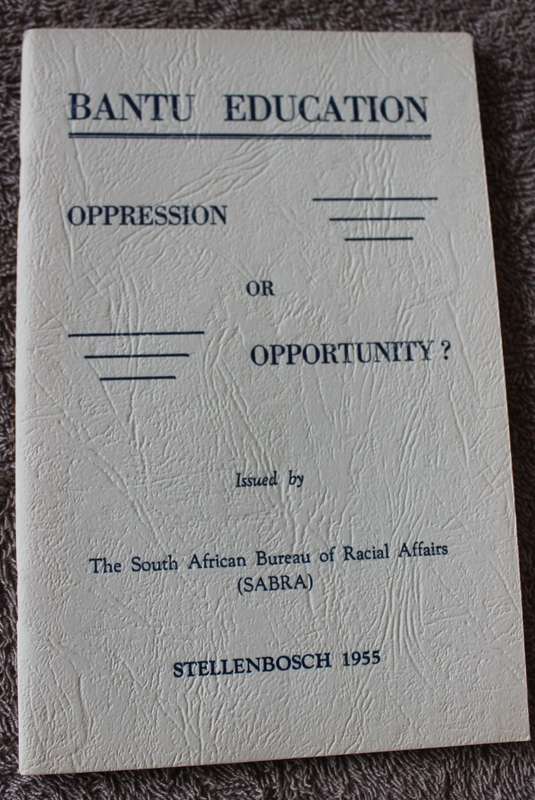 BANTU EDUCATION
OPPRESSION
OR
OPPORTUNITY?
Issued by
The South African Bureau of Racial Affairs
(SABRA)
STELLENBOSCH 1955